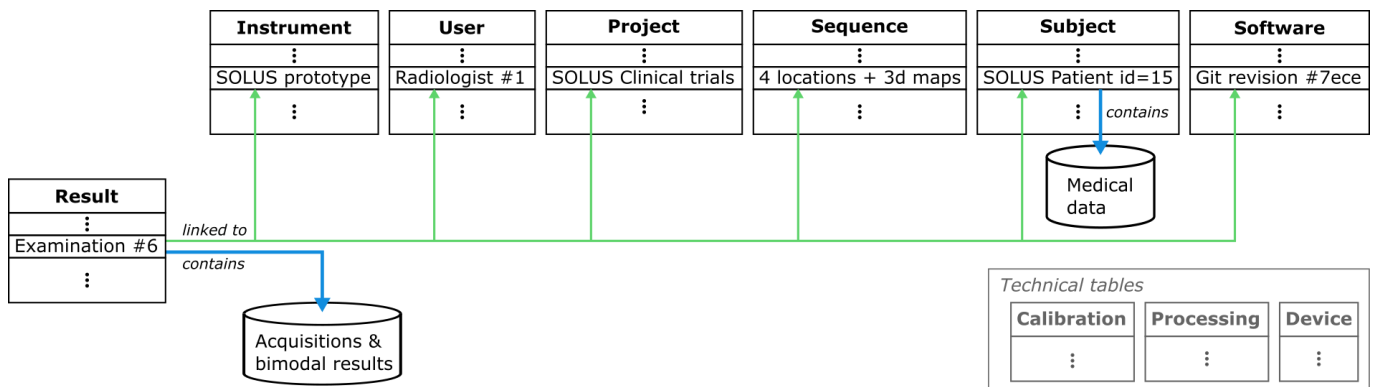 Instrument
SOLUS prototype
User
Radiologist #1
Project
SOLUS Clinical trials
Sequence
4 locations + 3d maps
Subject
SOLUS Patient id=15
contains
Medical
data
Software
Git revision #7ece
Result
Examination #6
linked to
contains
Acquisitions &
bimodal results
Technical tables
Calibration
Processing
Device